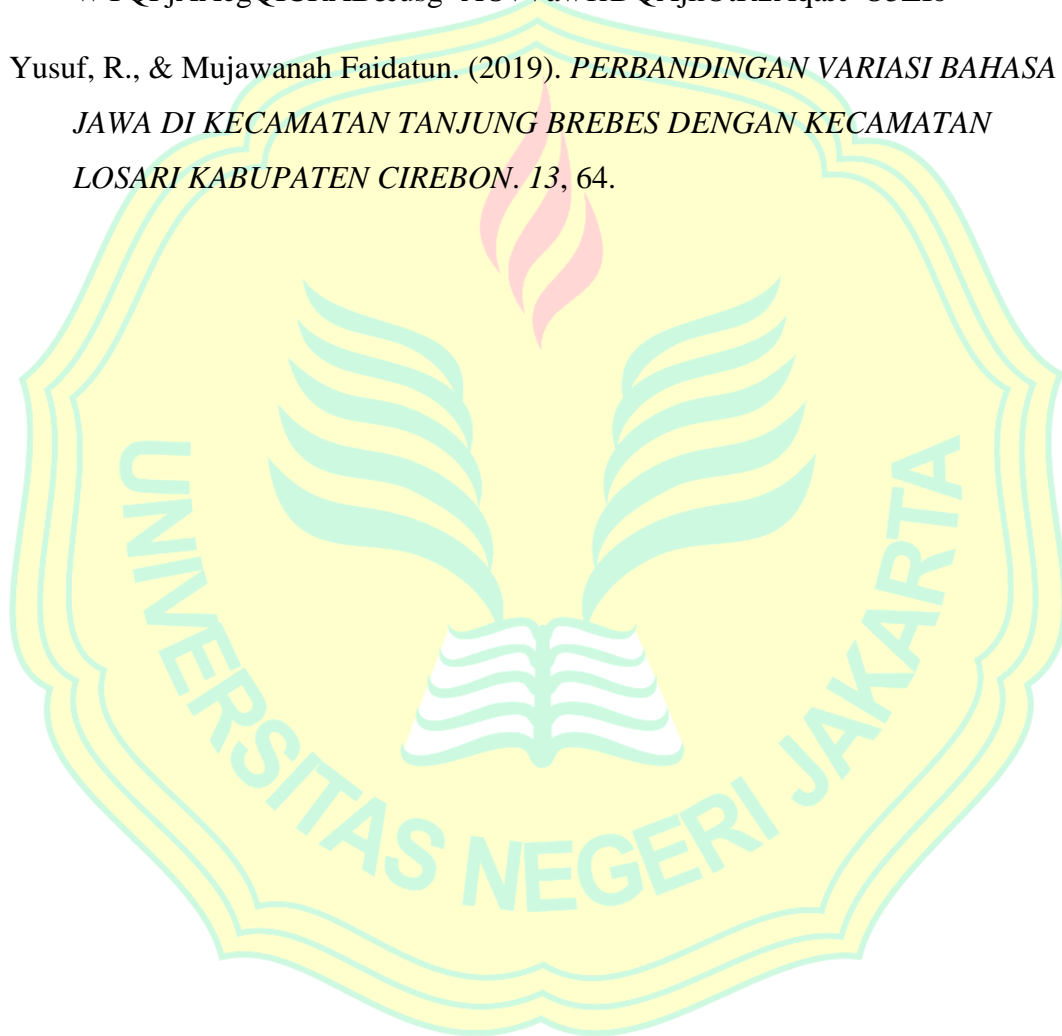 Yusuf, R., & Mujawanah Faidatun. (2019). PERBANDINGAN VARIASI BAHASA
JAWA DI KECAMATAN TANJUNG BREBES DENGAN KECAMATAN
LOSARI KABUPATEN CIREBON. 13, 64.
UNIVERSITAS NEGERI JAKARTA